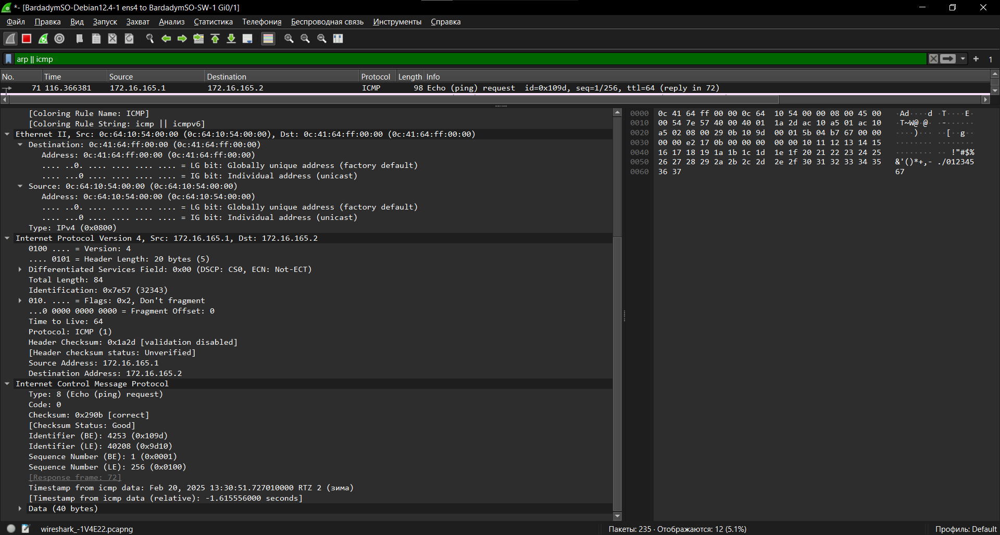 *- [BardadymSO-Debian12.4-1 ens4 to BardadymSO-SW-1 Gi0/1]
Файл Правка Вид Запуск Захват Анализ Статистика Телефония Беспроводная связь Инструменты Справка
arp || icmp
1
No. Time Source Destination Protocol Length Info
71 116.366381 172.16.165.1 172.16.165.2 ICMP 98 Echo (ping) request id=0x109d, seq=1/256, ttl=64 (reply in 72)
[Coloring Rule Name: ICMP]
[Coloring Rule String: icmp || icmpv6]
Ethernet II, Src: 0c:64:10:54:00:00 (0c:64:10:54:00:00), Dst: 0c:41:64:ff:00:00 (0c:41:64:ff:00:00)
Destination: 0c:41:64:ff:00:00 (0c:41:64:ff:00:00)
Address: 0c:41:64:ff:00:00 (0c:41:64:ff:00:00)
.... ..0. .... .... .... .... = LG bit: Globally unique address (factory default)
.... ...0 .... .... .... .... = IG bit: Individual address (unicast)
Source: 0c:64:10:54:00:00 (0c:64:10:54:00:00)
Address: 0c:64:10:54:00:00 (0c:64:10:54:00:00)
.... ..0. .... .... .... .... = LG bit: Globally unique address (factory default)
.... ...0 .... .... .... .... = IG bit: Individual address (unicast)
Type: IPv4 (0x0800)
Internet Protocol Version 4, Src: 172.16.165.1, Dst: 172.16.165.2
0100 .... = Version: 4
.... 0101 = Header Length: 20 bytes (5)
Differentiated Services Field: 0x00 (DSCP: CS0, ECN: Not-ECT)
Total Length: 84
Identification: 0x7e57 (32343)
010. .... = Flags: 0x2, Don't fragment
...0 0000 0000 0000 = Fragment Offset: 0
Time to Live: 64
Protocol: ICMP (1)
Header Checksum: 0x1a2d [validation disabled]
[Header checksum status: Unverified]
Source Address: 172.16.165.1
Destination Address: 172.16.165.2
Internet Control Message Protocol
Type: 8 (Echo (ping) request)
Code: 0
Checksum: 0x290b [correct]
[Checksum Status: Good]
Identifier (BE): 4253 (0x109d)
Identifier (LE): 40208 (0x9d10)
Sequence Number (BE): 1 (0x0001)
Sequence Number (LE): 256 (0x0100)
[Response frame: 72]
Timestamp from icmp data: Feb 20, 2025 13:30:51.727010000 RTZ 2 (зима)
[Timestamp from icmp data (relative): -1.615556000 seconds]
Data (40 bytes)
0000 0c 41 64 ff 00 00 0c 64 10 54 00 00 08 00 45 00 ·Ad····d ·T····E·
0010 00 54 7e 57 40 00 40 01 1a 2d ac 10 a5 01 ac 10 ·T~W@·@· ·-······
0020 a5 02 08 00 29 0b 10 9d 00 01 5b 04 b7 67 00 00 ····)··· ··[··g··
0030 00 00 e2 17 0b 00 00 00 00 00 10 11 12 13 14 15 ········ ········
0040 16 17 18 19 1a 1b 1c 1d 1e 1f 20 21 22 23 24 25 ········ ·· !"#$%
0050 26 27 28 29 2a 2b 2c 2d 2e 2f 30 31 32 33 34 35 &'()*+,- ./012345
0060 36 37 67
wireshark_-1V4E22.pcapng
Пакеты: 235 · Отображаются: 12 (5.1%)
Профиль: Default